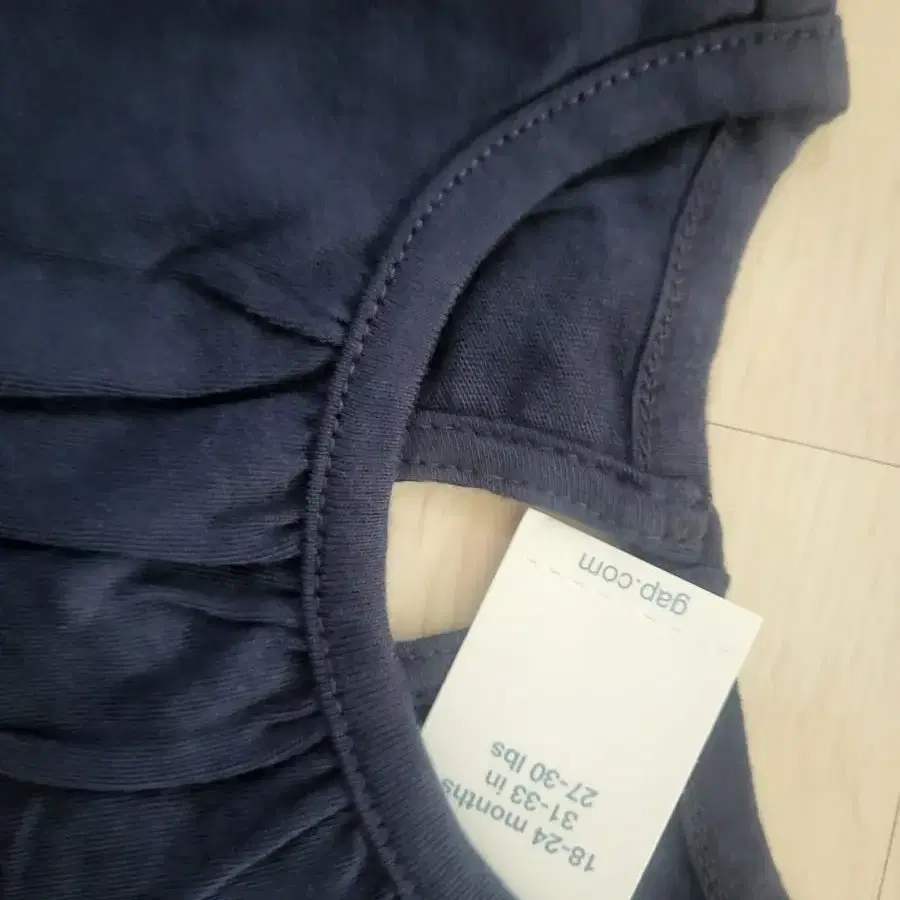 18-24 months
31-33 in
27-30 lbs
gap.com